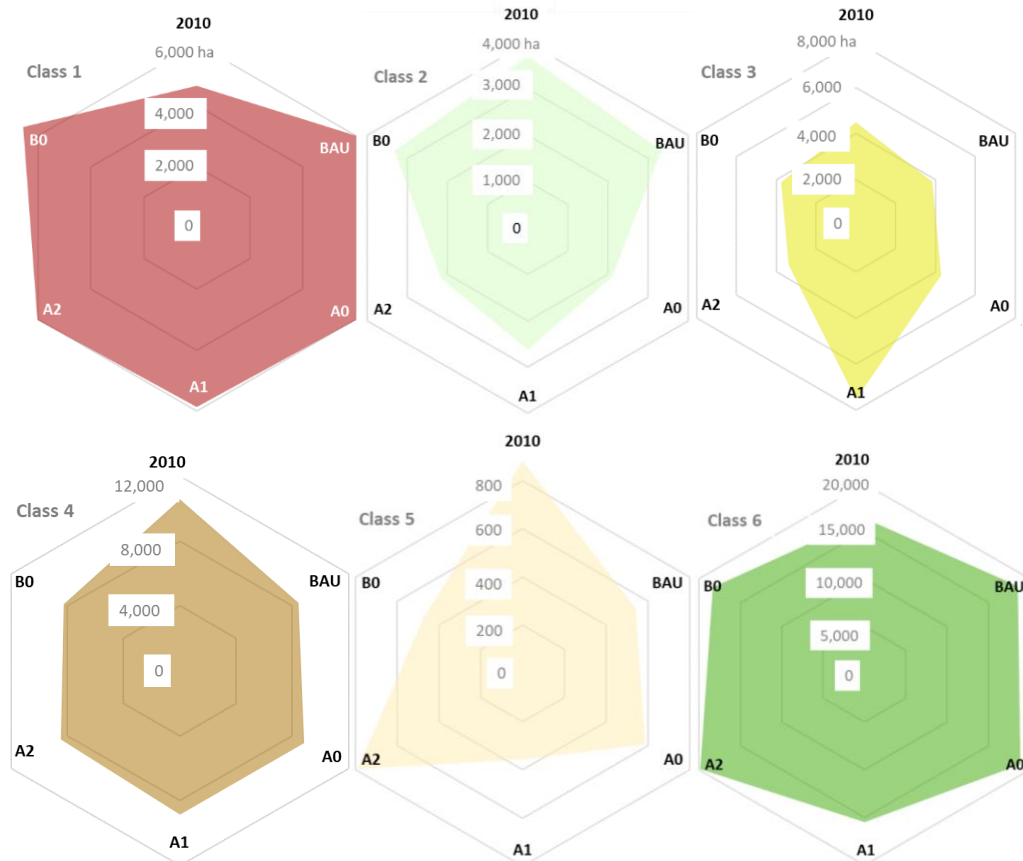 2010
6,000 ha
Class 1
4,000
B0
BAU
2,000
0
A2
A0
A1
2010
4,000 ha
Class 2
3,000
B0
2,000
BAU
1,000
0
A2
A0
A1
2010
8,000 ha
Class 3
6,000
B0
4,000
BAU
2,000
0
A2
A0
A1
2010
12,000
Class 4
8,000
B0
BAU
4,000
0
A2
A0
A1
2010
800
Class 5
600
B0
400
BAU
200
0
A2
A0
A1
2010
20,000
Class 6
15,000
B0
10,000
BAU
5,000
0
A2
A0
A1